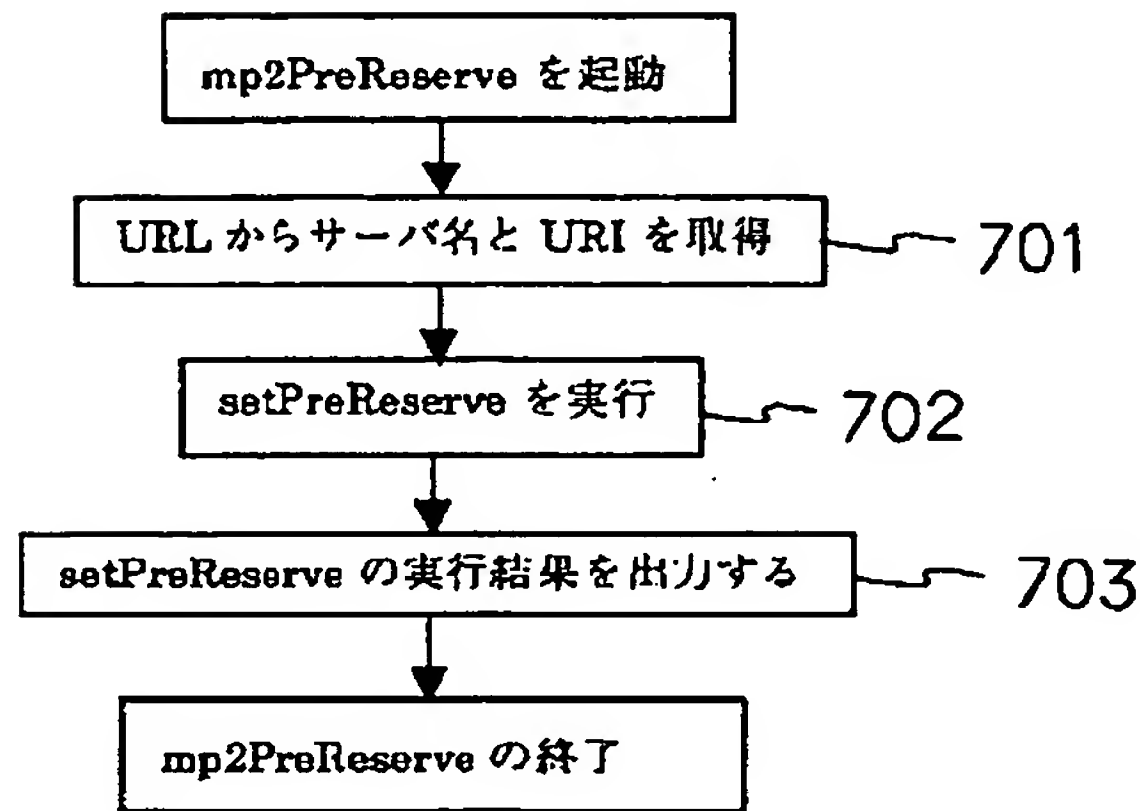 mp2PreReserve を起動
URL からサーバ名と URI を取得
701
setPreReserve を実行
702
setPreReserve の実行結果を出力する
703
mp2PreReserve の終了